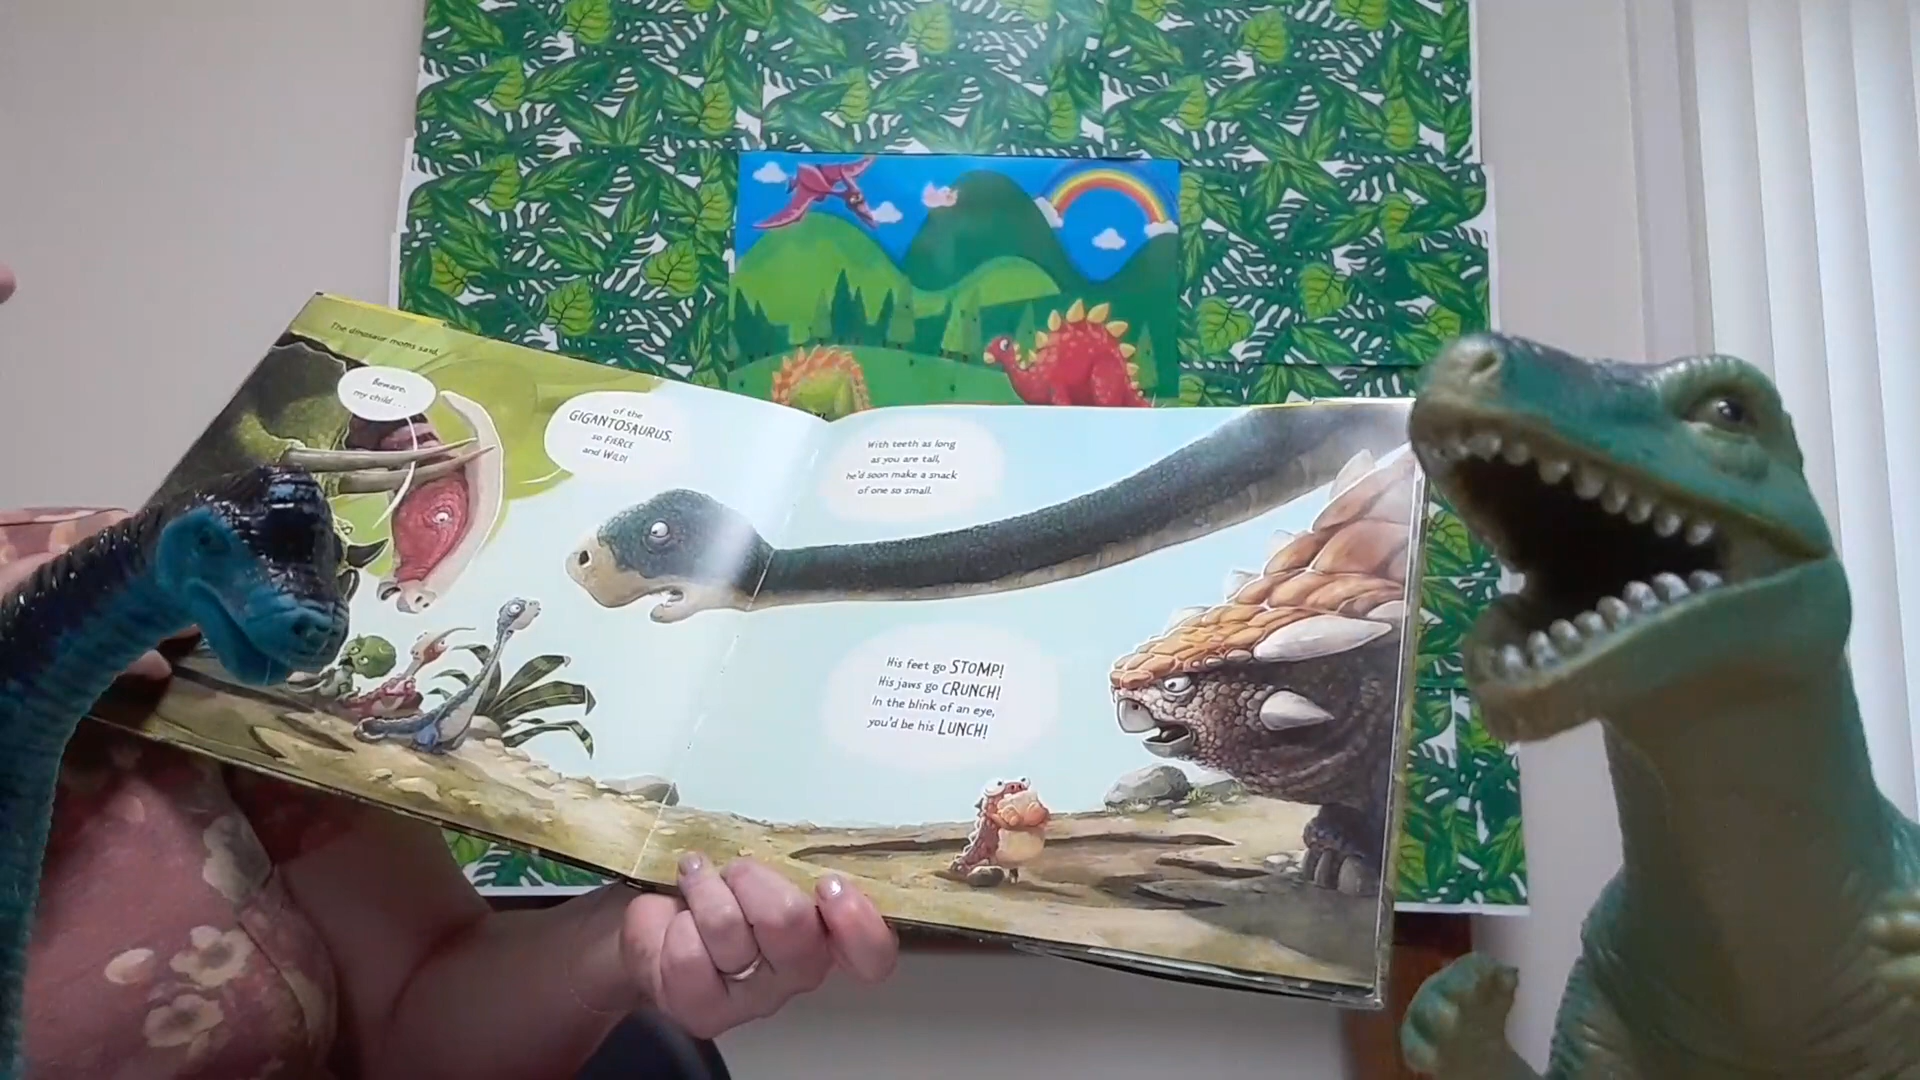 The dinosaur moms said,
Beware,
my child . . .
of the
GIGANTOSAURUS,
so FIERCE
and WILD!
With teeth as long
as you are tall,
he'd soon make a snack
of one so small.
His feet go STOMP!
His jaws go CRUNCH!
In the blink of an eye,
you'd be his LUNCH!